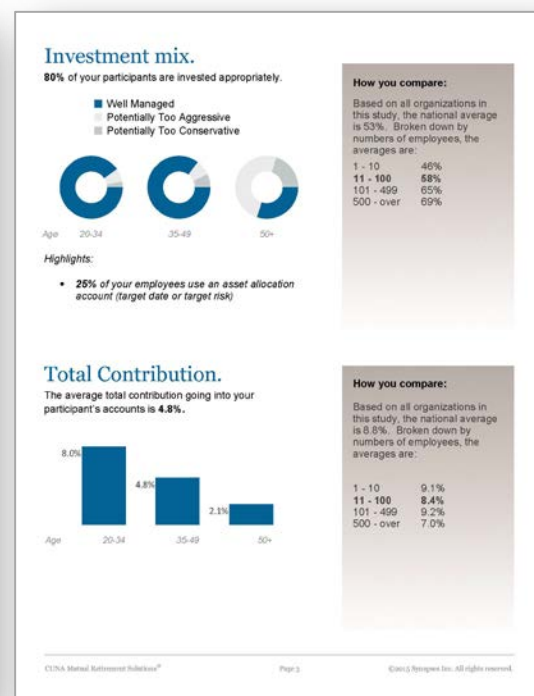 Investment mix.
80% of your participants are invested appropriately.
Well Managed
Potentially Too Aggressive
Potentially Too Conservative
Age 20-34 35-49 50+
Highlights:
• 25% of your employees use an asset allocation
account (target date or target risk)
How you compare:
Based on all organizations in
this study, the national average
is 53%. Broken down by
numbers of employees, the
averages are:
1 - 10 46%
11 - 100 58%
101 - 499 65%
500 - over 69%
Total Contribution.
The average total contribution going into your
participant's accounts is 4.8%.
8.0%
4.8%
2.1%
Age 20-34 35-49 50+
How you compare:
Based on all organizations in
this study, the national average
is 8.8%. Broken down by
numbers of employees, the
averages are:
1 - 10 9.1%
11 - 100 8.4%
101 - 499 9.2%
500 - over 7.0%
CUNA Mutual Retirement Solutions® Page 3 ©2015 Synapsus Inc. All rights reserved.